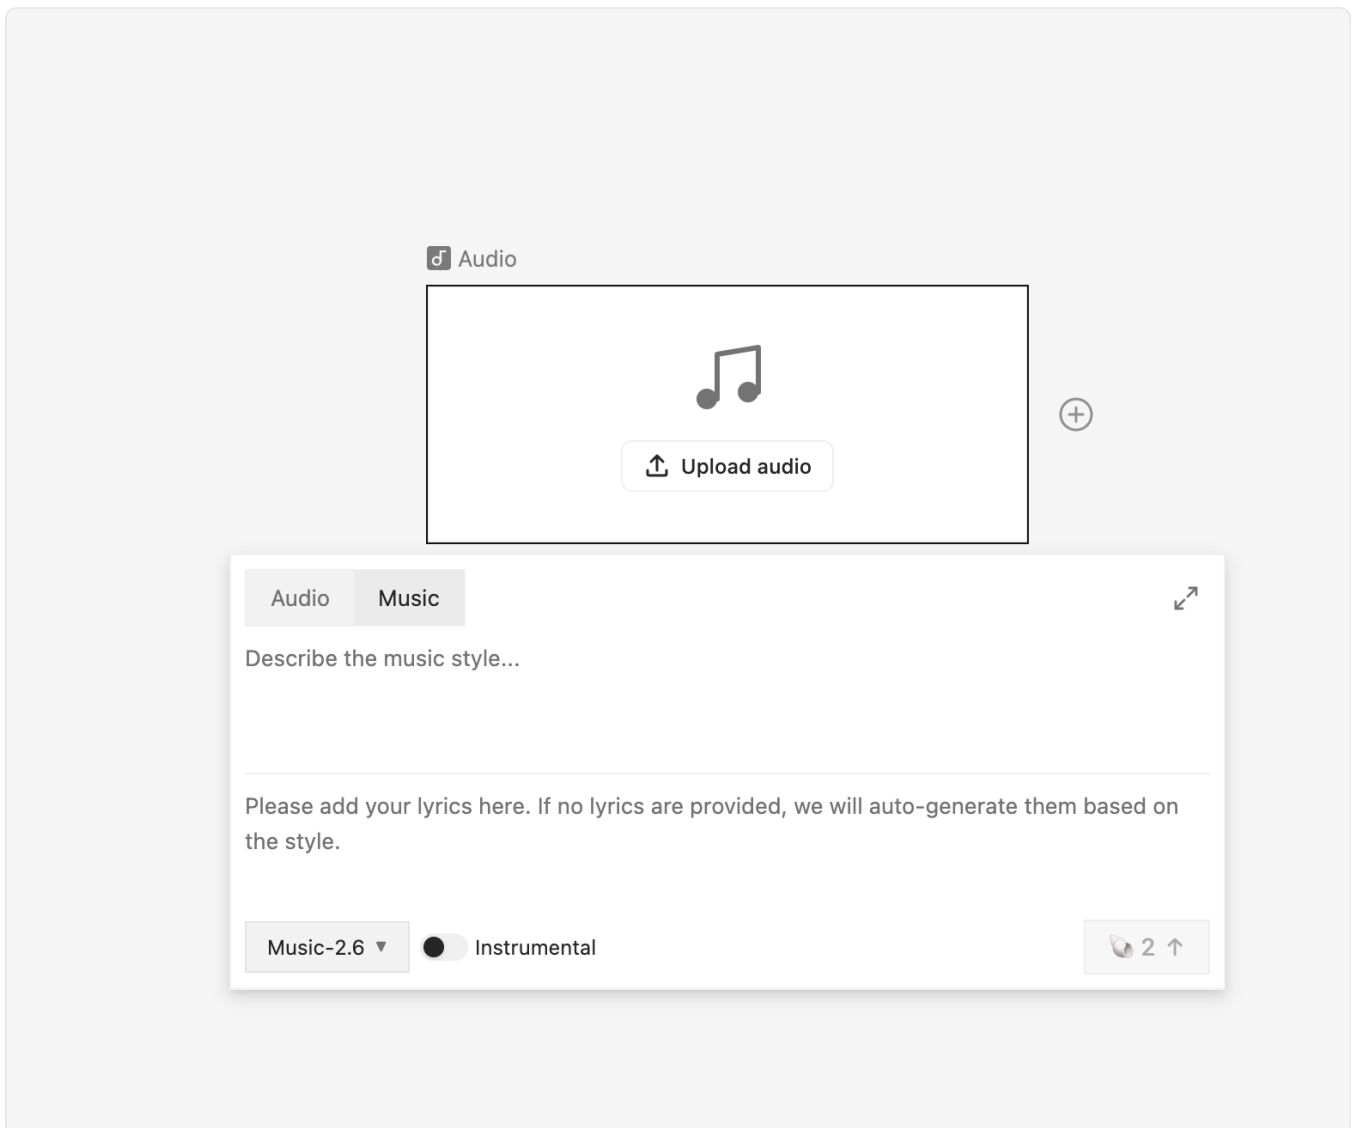 Audio
Upload audio
Audio
Music
Describe the music style...
Please add your lyrics here. If no lyrics are provided, we will auto-generate them based on
the style.
Music-2.6
Instrumental
2